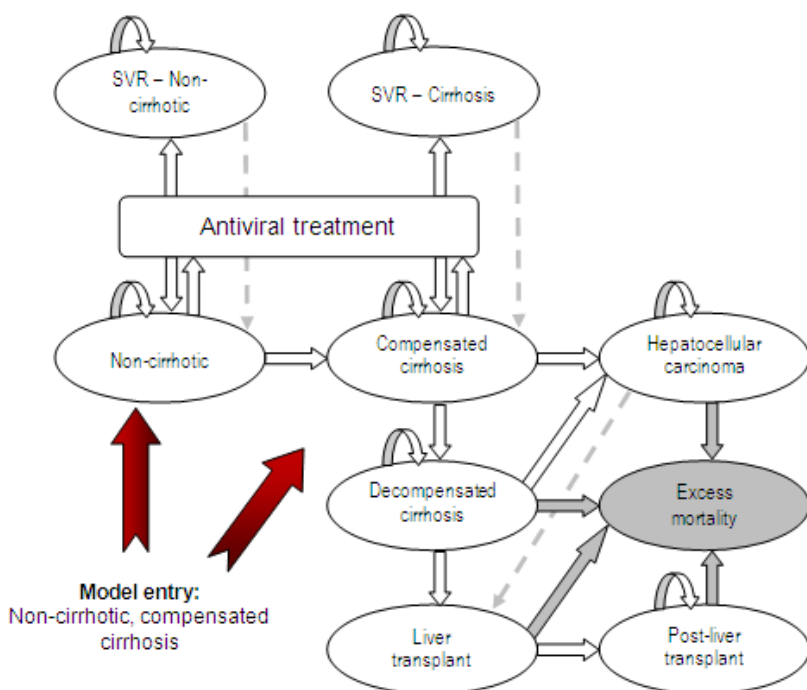 SVR – Non-
cirrhotic
SVR – Cirrhosis
Antiviral treatment
Non-cirrhotic
Compensated
cirrhosis
Hepatocellular
carcinoma
Decompensated
cirrhosis
Excess
mortality
Model entry:
Non-cirrhotic, compensated
cirrhosis
Liver
transplant
Post-liver
transplant